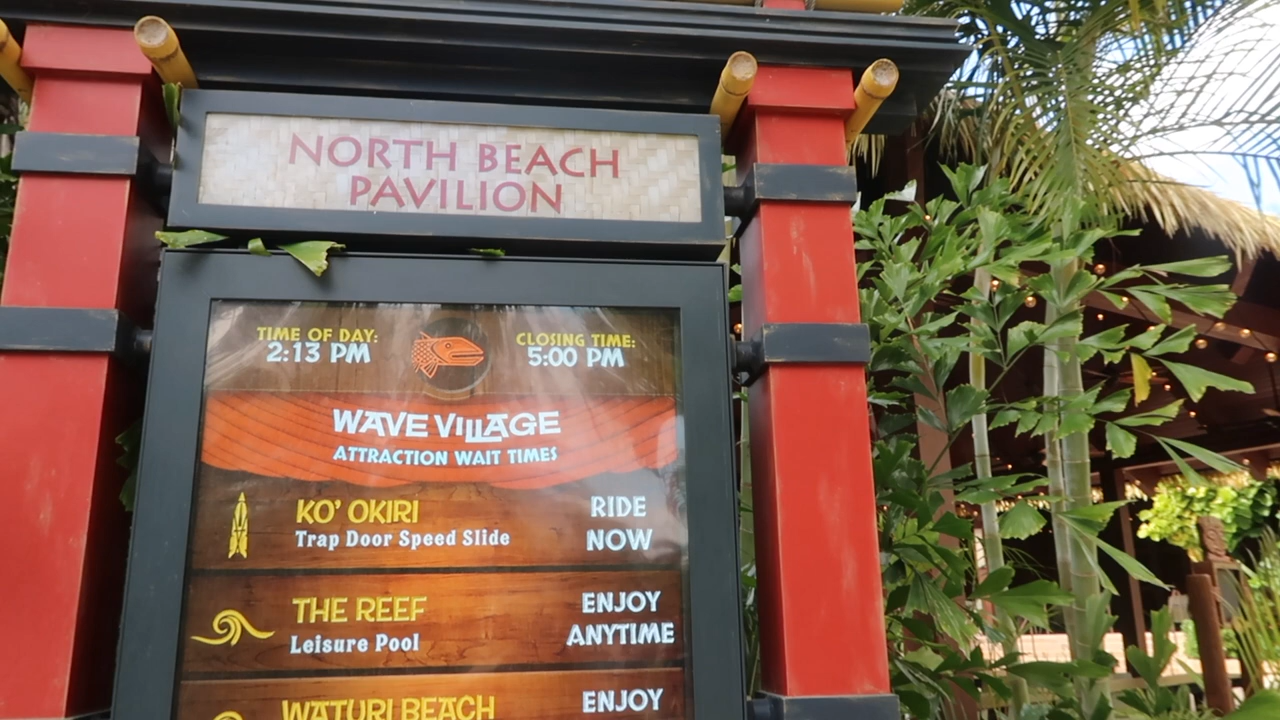 NORTH BEACH
PAVILION
TIME OF DAY:
2:13 PM
CLOSING TIME:
5:00 PM
WAVE VILLAGE
ATTRACTION WAIT TIMES
KO' OKIRI
Trap Door Speed Slide
RIDE
NOW
THE REEF
Leisure Pool
ENJOY
ANYTIME
WATURI BEACH
ENJOY